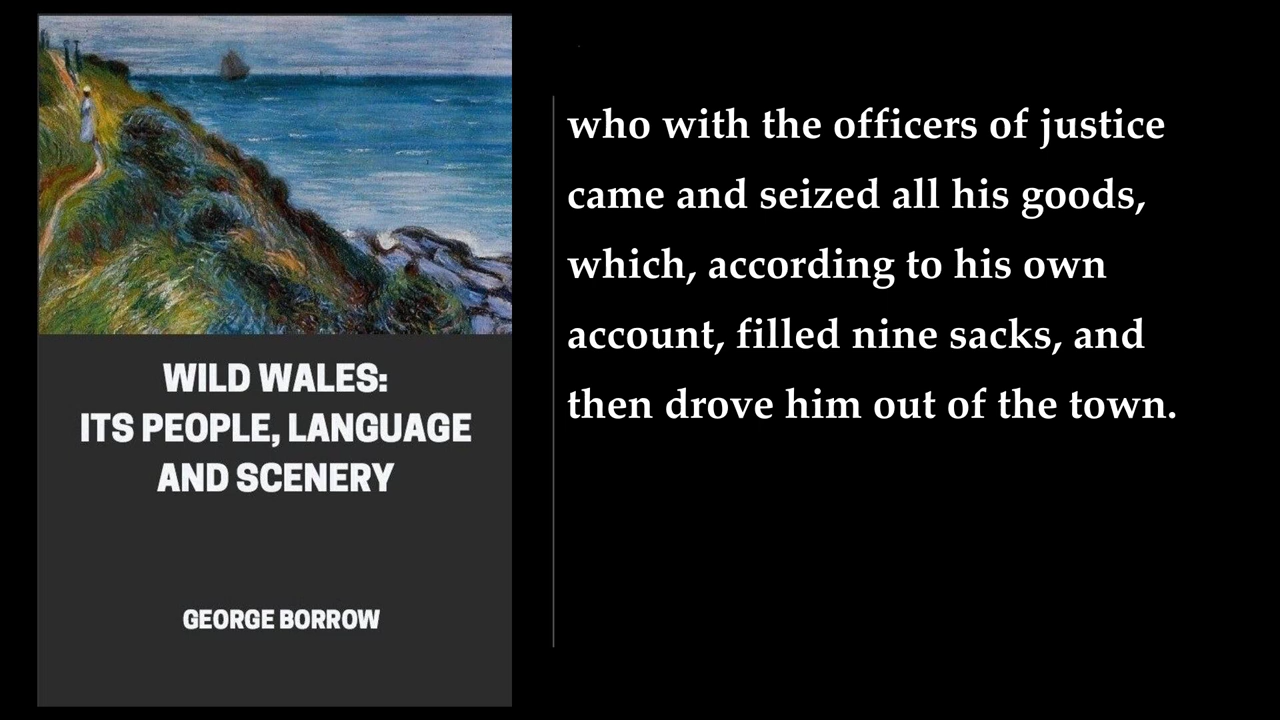 WILD WALES:
ITS PEOPLE, LANGUAGE
AND SCENERY
GEORGE BORROW
who with the officers of justice
came and seized all his goods,
which, according to his own
account, filled nine sacks, and
then drove him out of the town.